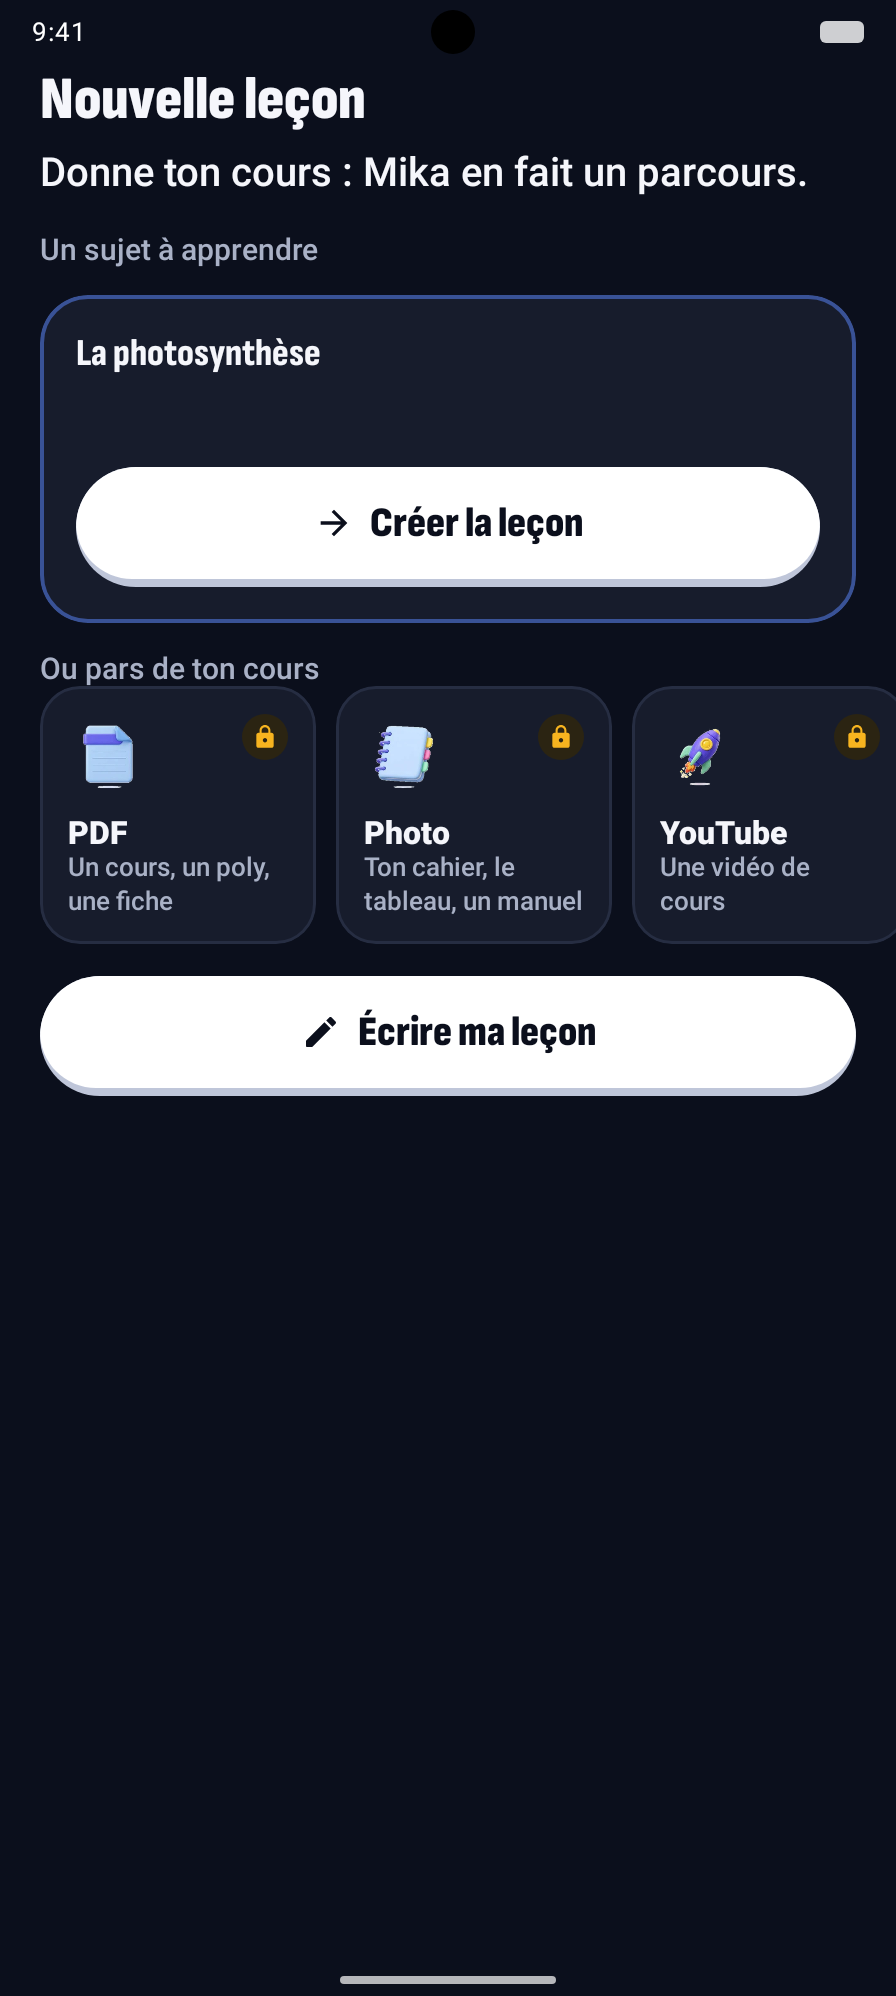 9:41
Nouvelle leçon
Donne ton cours : Mika en fait un parcours.
Un sujet à apprendre
La photosynthèse
Créer la leçon
Ou pars de ton cours
PDF
Un cours, un poly,
une fiche
Photo
Ton cahier, le
tableau, un manuel
YouTube
Une vidéo de
cours
Écrire ma leçon